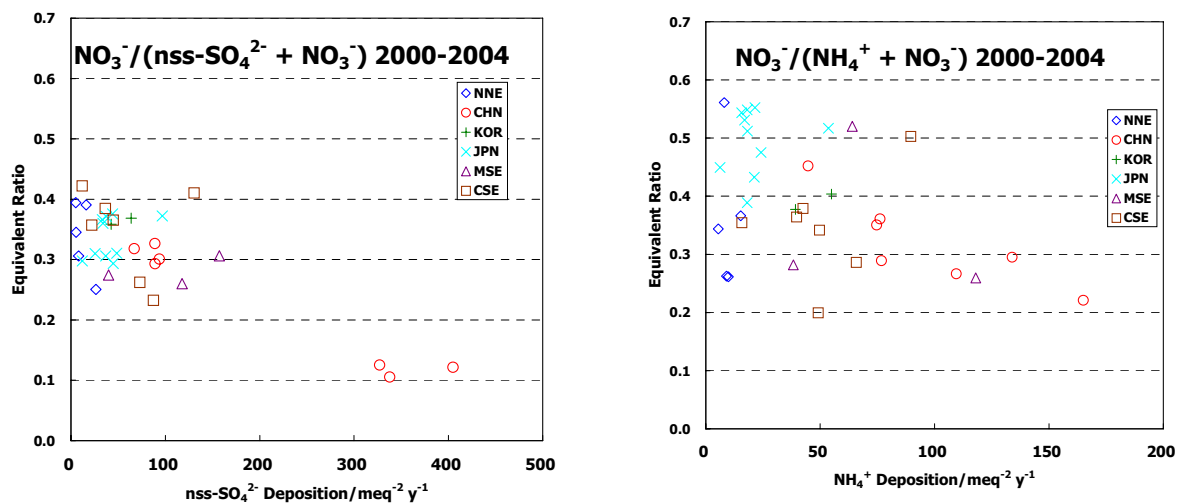 NO₃⁻/(nss-SO₄²⁻ + NO₃⁻) 2000-2004
0.7
0.6
0.5
0.4
0.3
0.2
0.1
0.0
Equivalent Ratio
NNE
CHN
KOR
JPN
MSE
CSE
0 100 200 300 400 500
nss-SO₄²⁻ Deposition/meq⁻² y⁻¹
NO₃⁻/(NH₄⁺ + NO₃⁻) 2000-2004
0.7
0.6
0.5
0.4
0.3
0.2
0.1
0.0
Equivalent Ratio
NNE
CHN
KOR
JPN
MSE
CSE
0 50 100 150 200
NH₄⁺ Deposition/meq⁻² y⁻¹